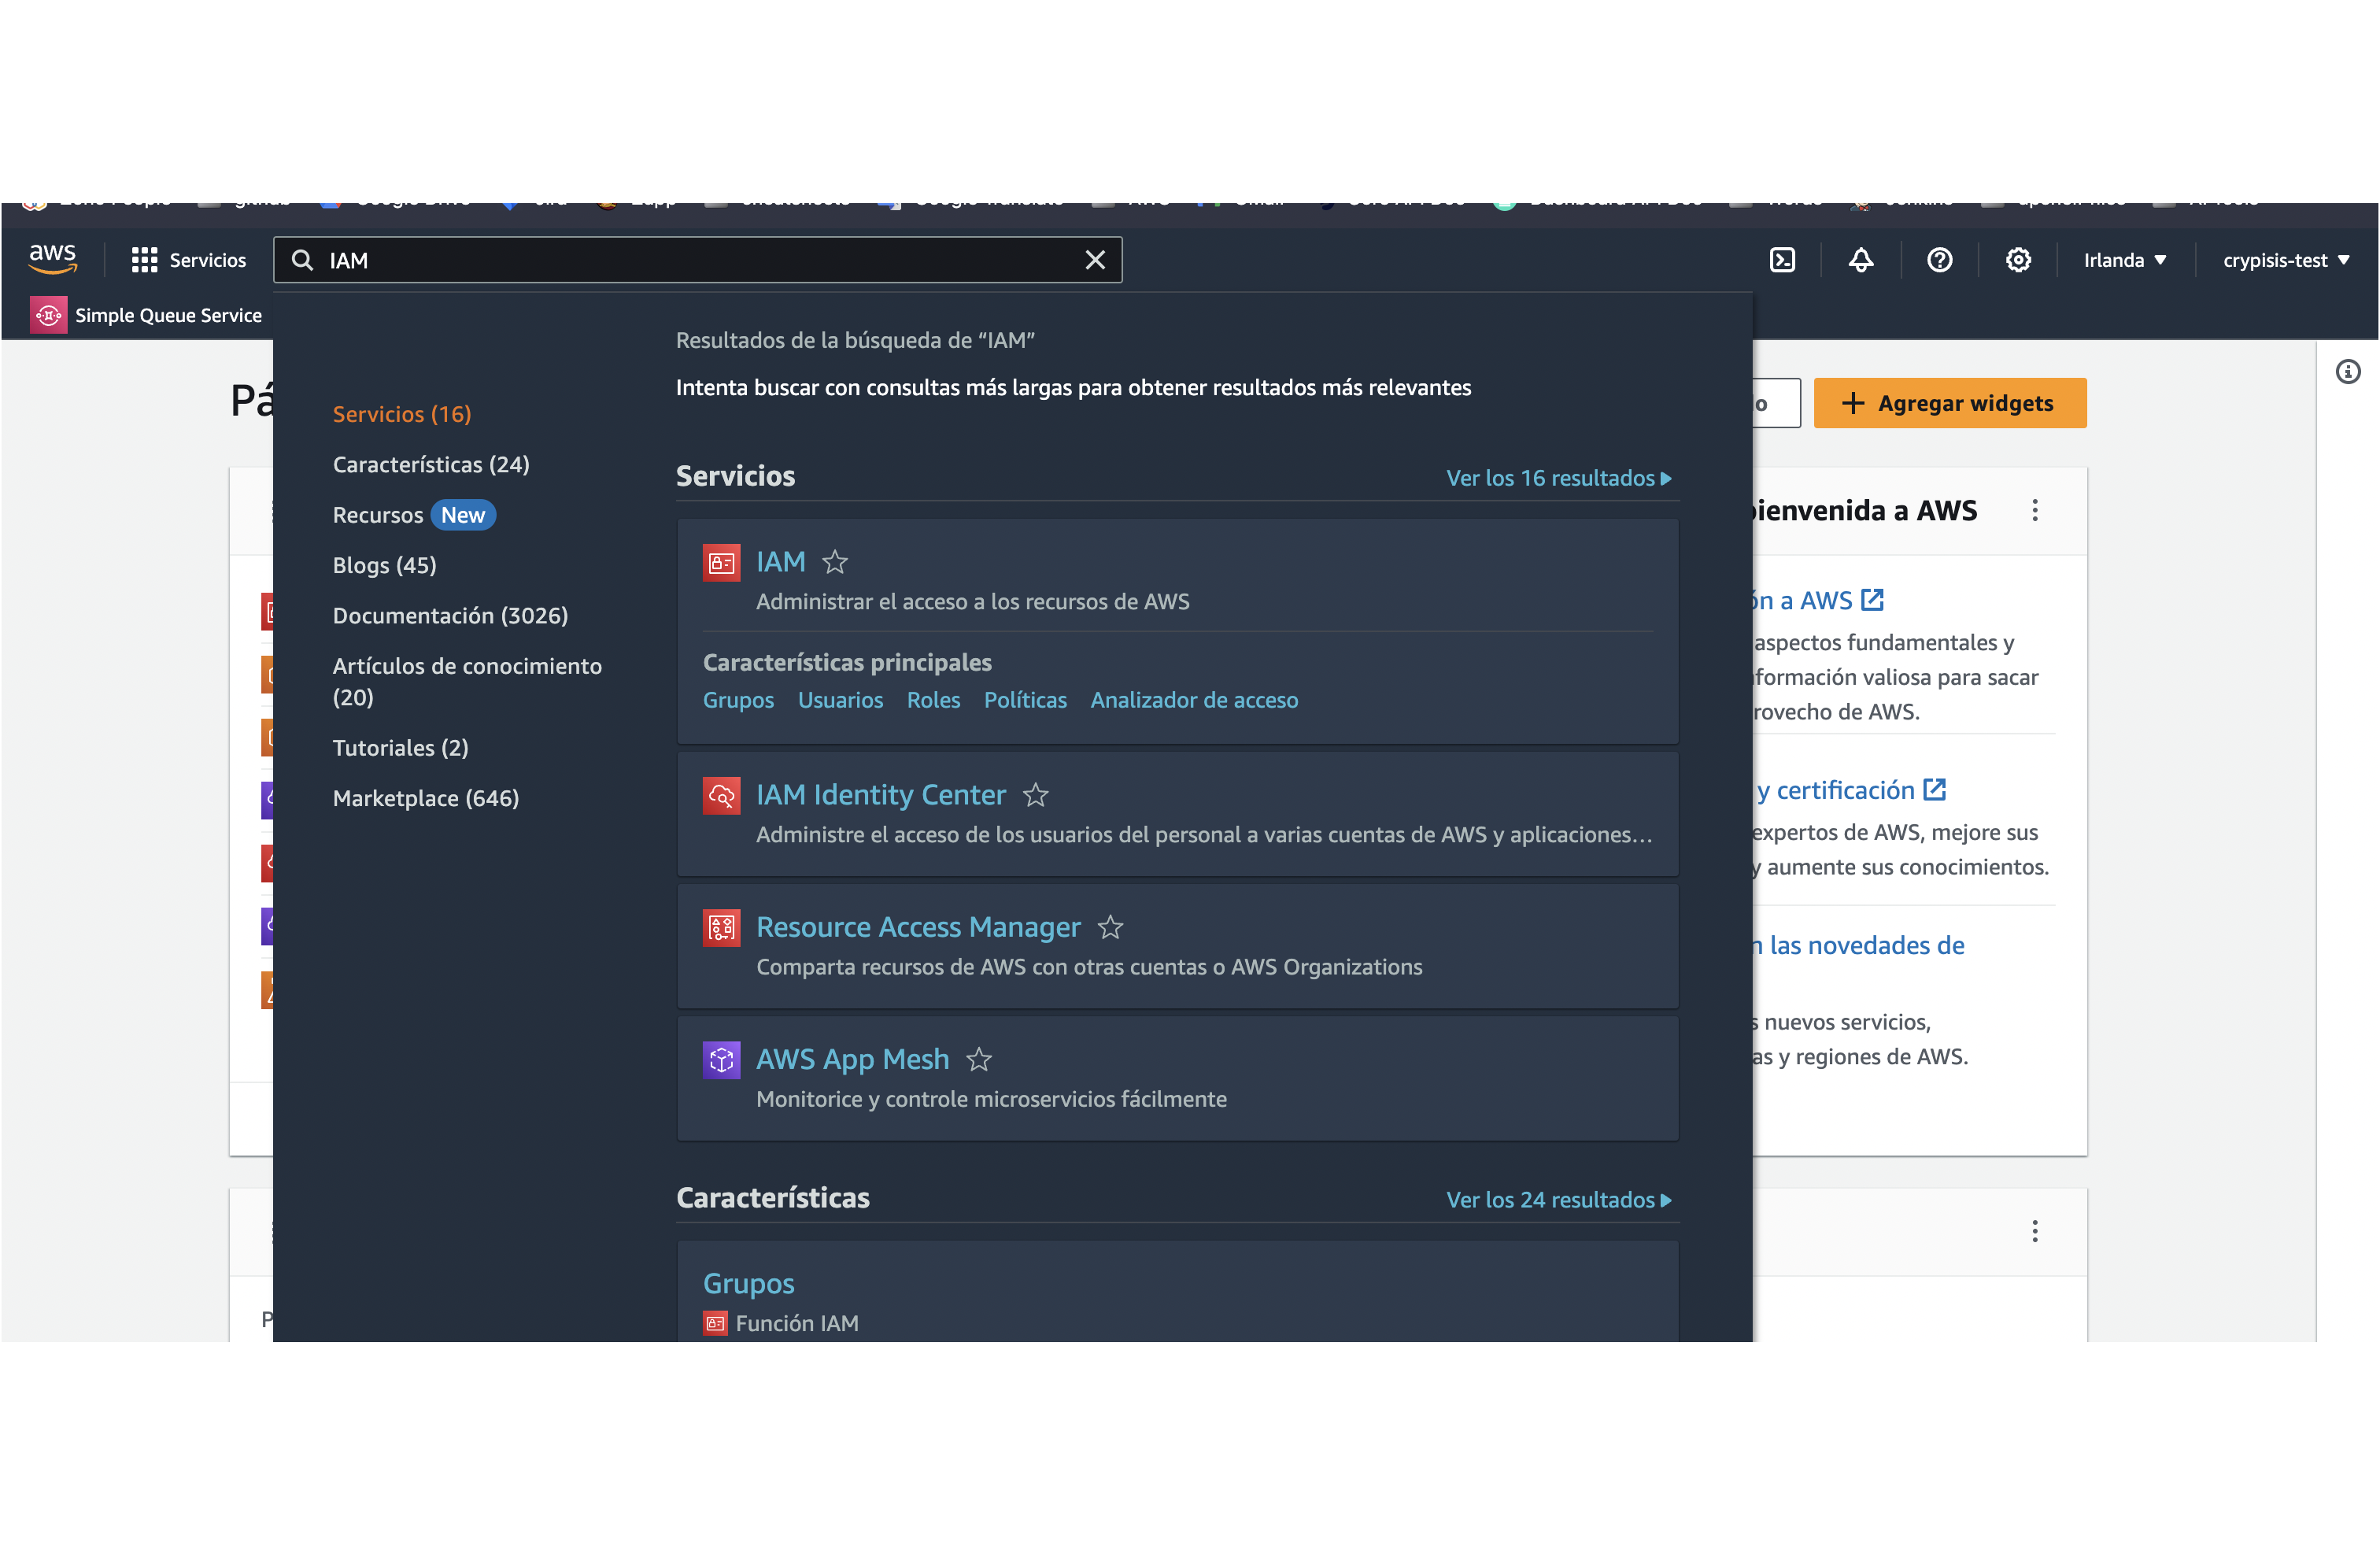 aws
Servicios
IAM
Irlanda
crypisis-test
Simple Queue Service
Resultados de la búsqueda de “IAM”
Intenta buscar con consultas más largas para obtener resultados más relevantes
Servicios (16)
Características (24)
Recursos New
Blogs (45)
Documentación (3026)
Artículos de conocimiento
(20)
Tutoriales (2)
Marketplace (646)
Servicios
Ver los 16 resultados
IAM
Administrar el acceso a los recursos de AWS
Características principales
Grupos Usuarios Roles Políticas Analizador de acceso
IAM Identity Center
Administre el acceso de los usuarios del personal a varias cuentas de AWS y aplicaciones...
Resource Access Manager
Comparta recursos de AWS con otras cuentas o AWS Organizations
AWS App Mesh
Monitorice y controle microservicios fácilmente
Características
Ver los 24 resultados
Grupos
Función IAM
Agregar widgets
bienvenida a AWS
a AWS
aspectos fundamentales y
valiosa para sacar
de AWS.
y certificación
expertos de AWS, mejore sus
y aumente sus conocimientos.
las novedades de
nuevos servicios,
y regiones de AWS.